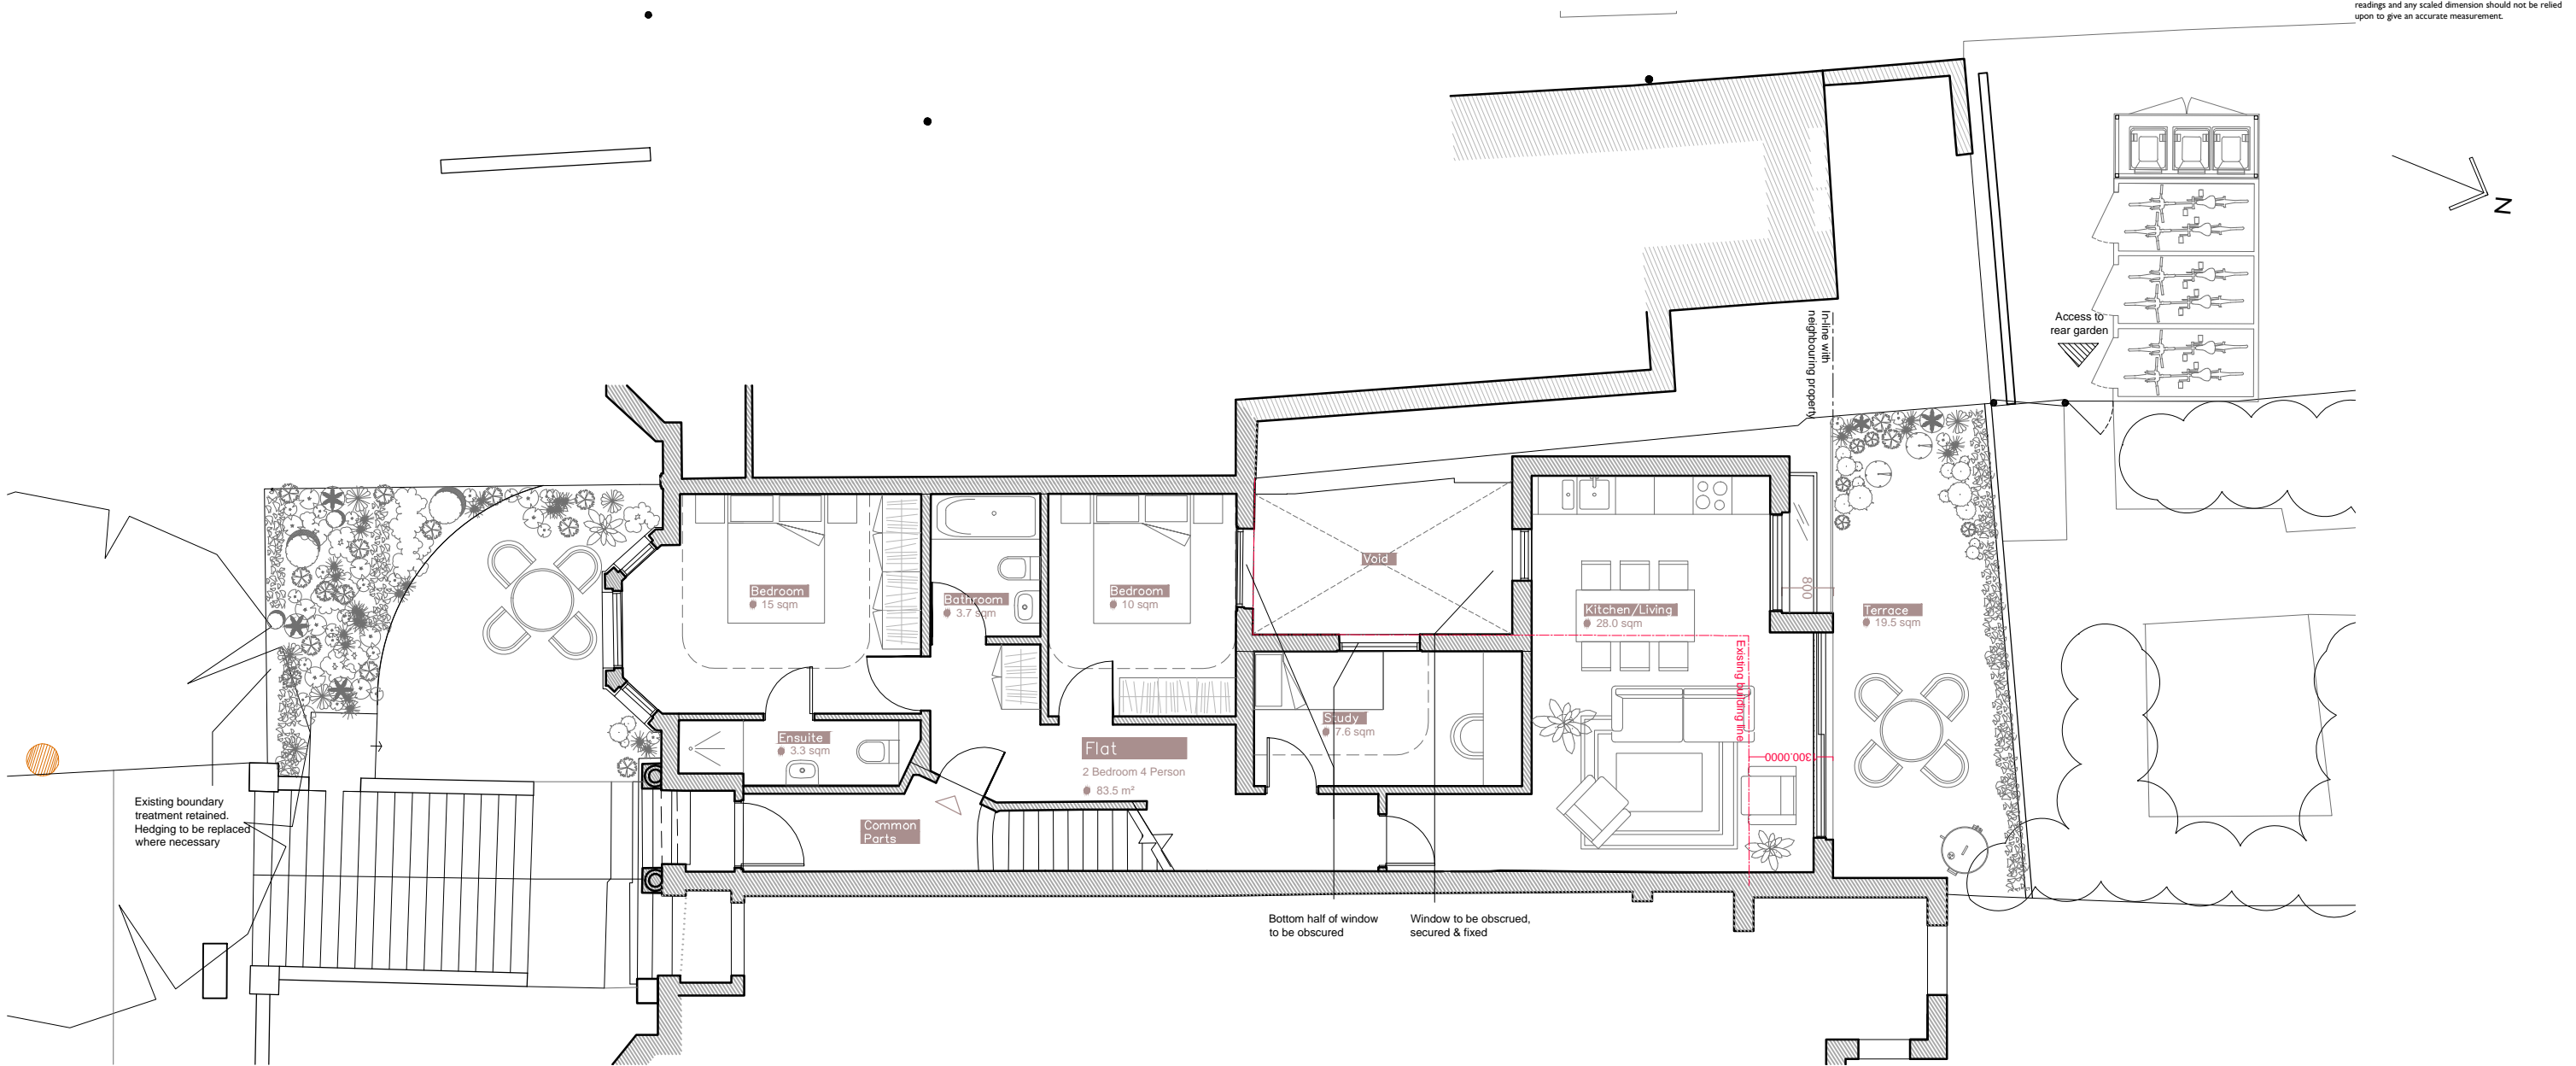 readings and any scaled dimension should not be relied
upon to give an accurate measurement.
N
Access to
rear garden
In-line with
neighbouring property
Void
Bedroom
15 sqm
Bathroom
3.7 sqm
Bedroom
10 sqm
Kitchen/Living
28.0 sqm
800
Terrace
19.5 sqm
Existing building line
300.0000
Ensuite
3.3 sqm
Study
7.6 sqm
Flat
2 Bedroom 4 Person
83.5 m²
Common
Parts
Existing boundary
treatment retained.
Hedging to be replaced
where necessary
Bottom half of window
to be obscured
Window to be obscrued,
secured & fixed